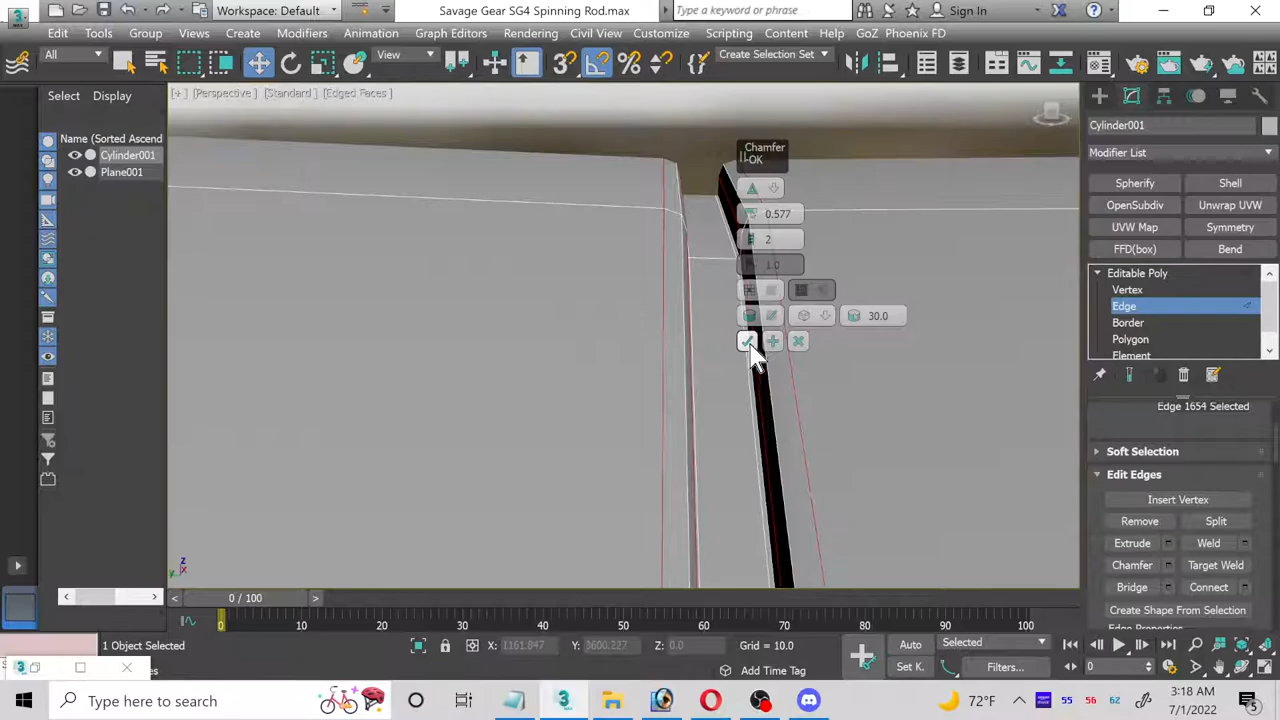 Workspace: Default
Savage Gear SG4 Spinning Rod.max
Type a keyword or phrase
Sign In
Edit Tools Group Views Create Modifiers Animation Graph Editors Rendering Civil View Customize Scripting Content Help GoZ Phoenix FD
All
View
Create Selection Set
Select Display
Name (Sorted Ascend
Cylinder001
Plane001
[+] [Perspective] [Standard] [Edged Faces]
Chamfer
OK
0.577
2
1.0
30.0
Cylinder001
Modifier List
Spherify Shell
OpenSubdiv Unwrap UVW
UVW Map Symmetry
FFD(box) Bend
Editable Poly
Vertex
Edge
Border
Polygon
Element
Edge 1654 Selected
Soft Selection
Edit Edges
Insert Vertex
Remove Split
Extrude Weld
Chamfer Target Weld
Bridge Connect
Create Shape From Selection
Edge Properties
z
y x
0 / 100
0 10 20 30 40 50 60 70 80 90 100
1 Object Selected
X: 1161.847 Y: 3600.227 Z: 0.0 Grid = 10.0
Add Time Tag
Auto Selected
Set K. Filters...
0
Type here to search
72°F
55 56 62
3:18 AM
7/1/2022
5